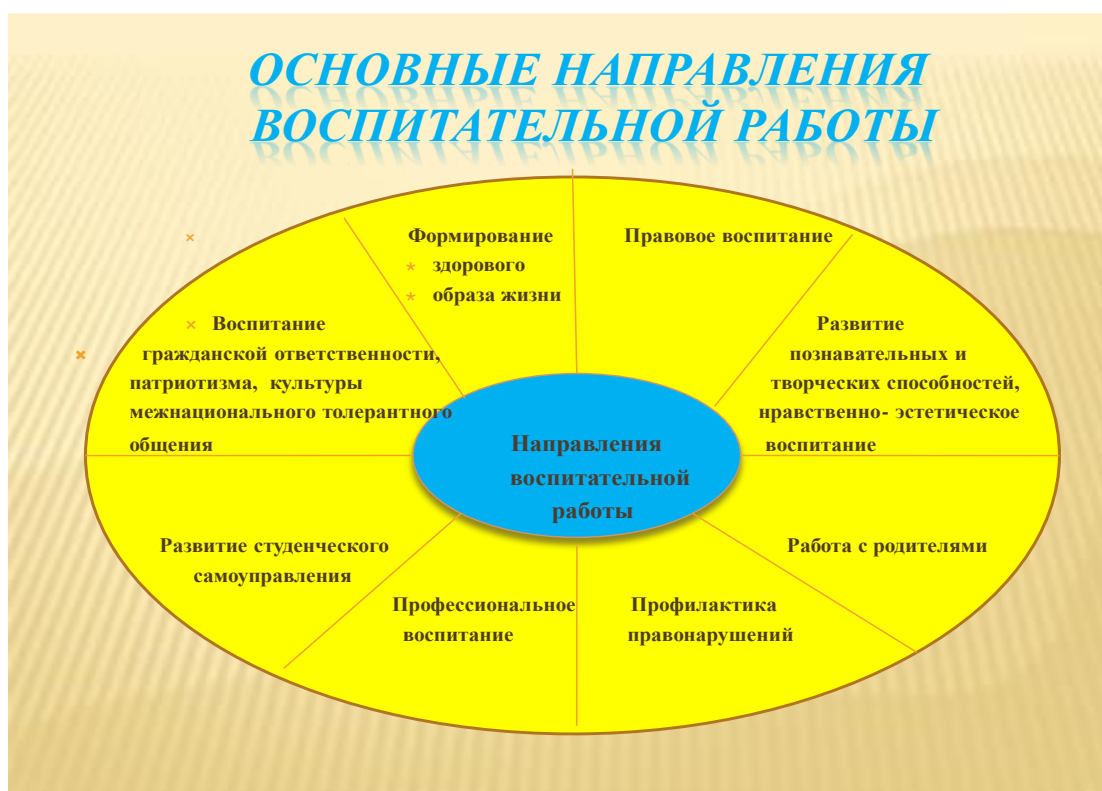 ОСНОВНЫЕ НАПРАВЛЕНИЯ
ВОСПИТАТЕЛЬНОЙ РАБОТЫ
Формирование
здорового
образа жизни
Правовое воспитание
Воспитание
гражданской ответственности,
патриотизма, культуры
межнационального толерантного
общения
Развитие
познавательных и
творческих способностей,
нравственно- эстетическое
воспитание
Направления
воспитательной
работы
Развитие студенческого
самоуправления
Работа с родителями
Профессиональное
воспитание
Профилактика
правонарушений